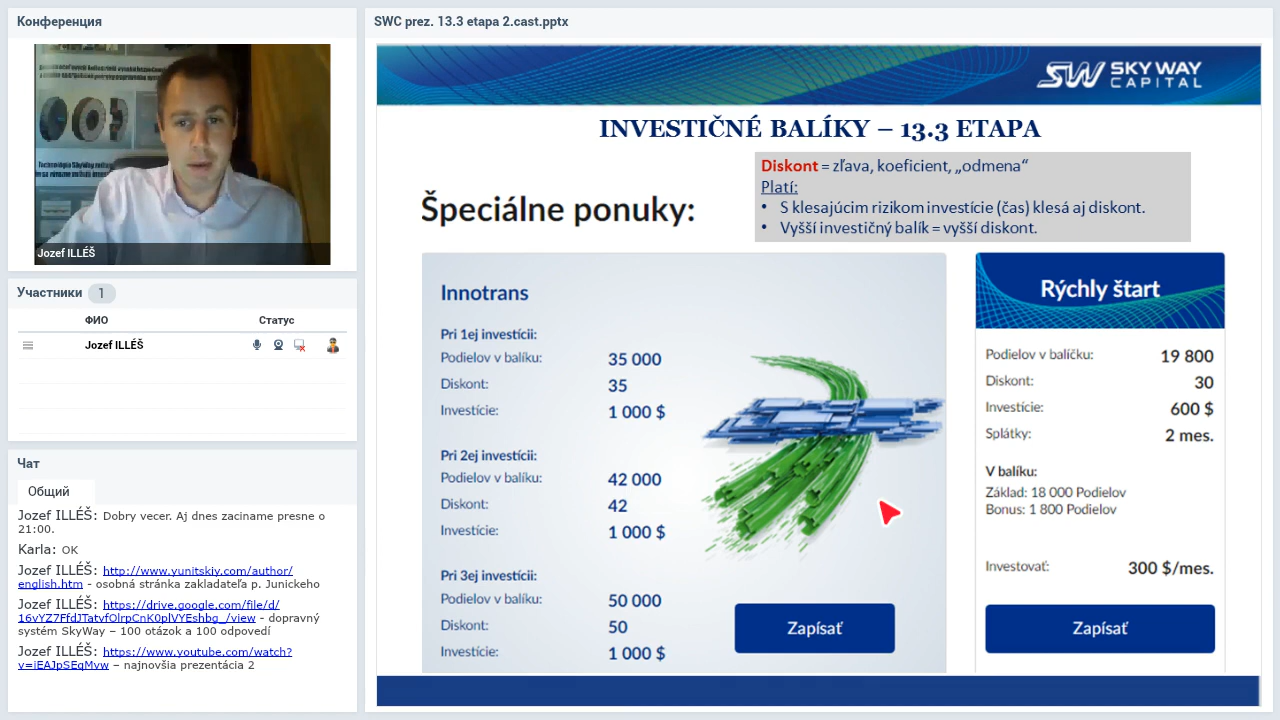 Конференция
Jozef ILLÉŠ
Участники 1
ФИО Статус
Jozef ILLÉŠ
Чат
Общий
Jozef ILLÉŠ: Dobry vecer. Aj dnes zaciname presne o
21:00.
Karla: OK
Jozef ILLÉŠ: http://www.yunitskiy.com/author/
english.htm - osobná stránka zakladateľa p. Junickeho
Jozef ILLÉŠ: https://drive.google.com/file/d/
16vYZ7FfdJTatvfOlrpCnK0plVYEshbg_/view - dopravný
systém SkyWay – 100 otázok a 100 odpovedí
Jozef ILLÉŠ: https://www.youtube.com/watch?
v=iEAJpSEqMvw – najnovšia prezentácia 2
SWC prez. 13.3 etapa 2.cast.pptx
SW SKY WAY
CAPITAL
INVESTIČNÉ BALÍKY – 13.3 ETAPA
Diskont = zľava, koeficient, „odmena“
Platí:
• S klesajúcim rizikom investície (čas) klesá aj diskont.
• Vyšší investičný balík = vyšší diskont.
Špeciálne ponuky:
Innotrans
Pri 1ej investícii:
Podielov v balíku: 35 000
Diskont: 35
Investície: 1 000 $
Pri 2ej investícii:
Podielov v balíku: 42 000
Diskont: 42
Investície: 1 000 $
Pri 3ej investícii:
Podielov v balíku: 50 000
Diskont: 50
Investície: 1 000 $
Zapísať
Rýchly štart
Podielov v balíčku: 19 800
Diskont: 30
Investície: 600 $
Splátky: 2 mes.
V balíku:
Základ: 18 000 Podielov
Bonus: 1 800 Podielov
Investovať: 300 $/mes.
Zapísať